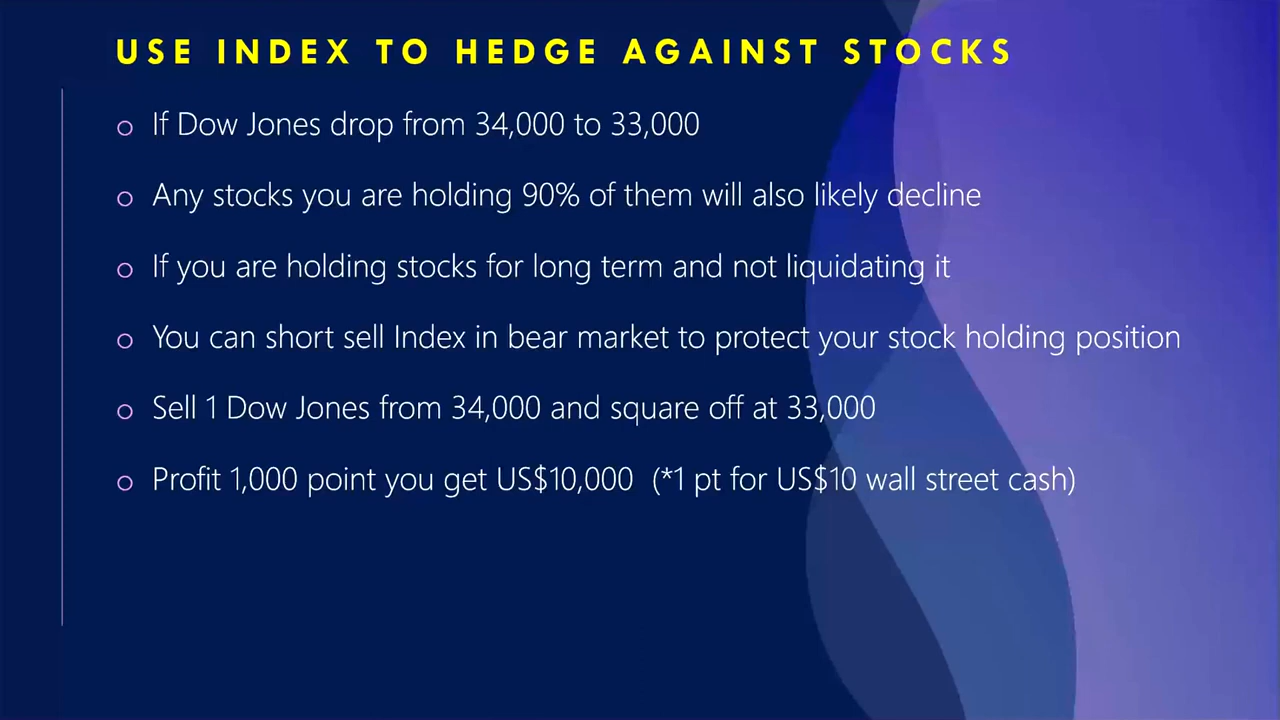 USE INDEX TO HEDGE AGAINST STOCKS
o If Dow Jones drop from 34,000 to 33,000
o Any stocks you are holding 90% of them will also likely decline
o If you are holding stocks for long term and not liquidating it
o You can short sell Index in bear market to protect your stock holding position
o Sell 1 Dow Jones from 34,000 and square off at 33,000
o Profit 1,000 point you get US$10,000 (*1 pt for US$10 wall street cash)